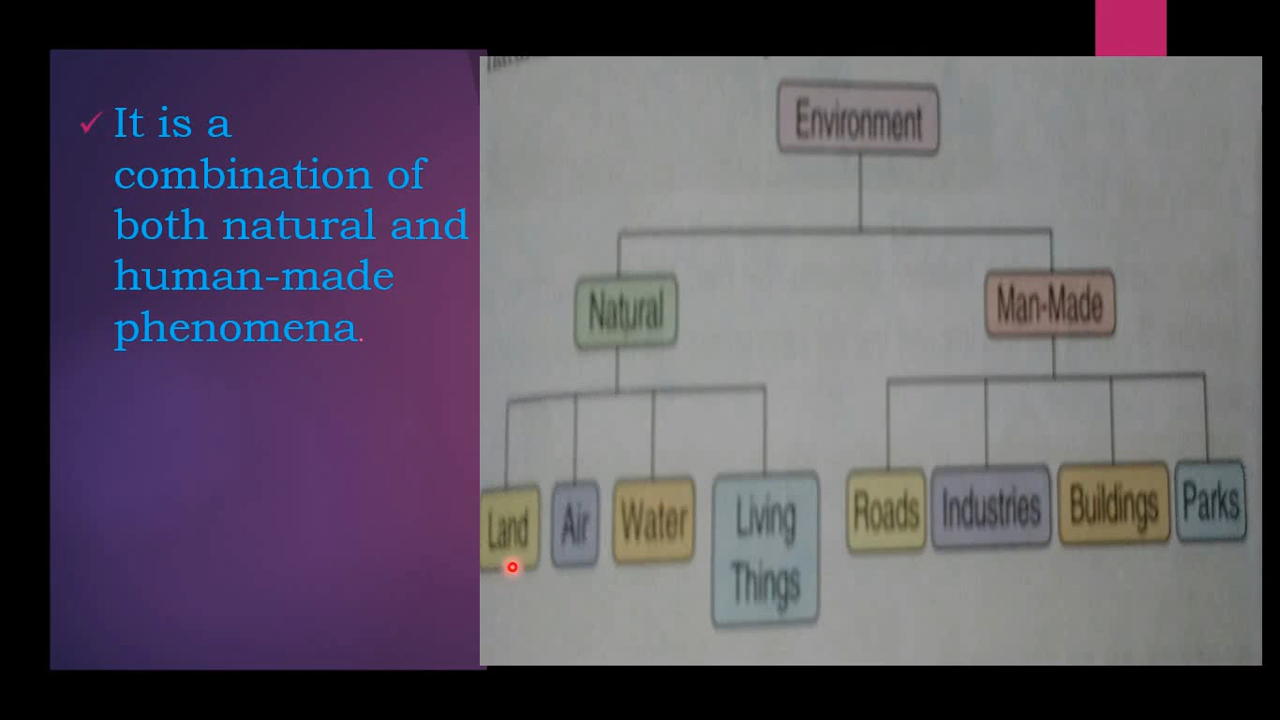 It is a
combination of
both natural and
human-made
phenomena.
Environment
Natural
Man-Made
Land
Air
Water
Living
Things
Roads
Industries
Buildings
Parks